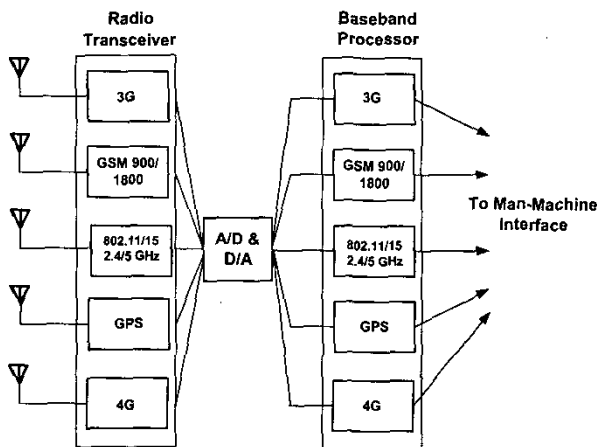 Radio
Transceiver
Baseband
Processor
3G
GSM 900/
1800
802.11/15
2.4/5 GHz
GPS
4G
A/D &
D/A
3G
GSM 900/
1800
802.11/15
2.4/5 GHz
GPS
4G
To Man-Machine
Interface